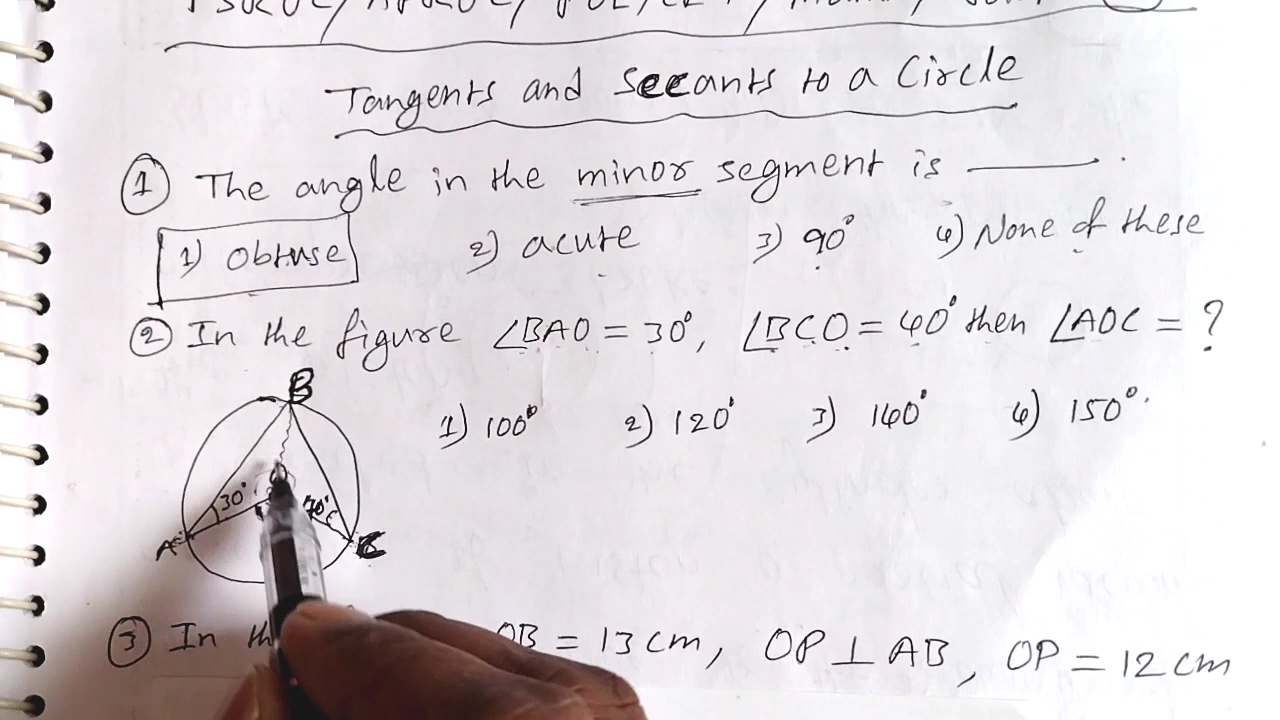 Tangents and Secants to a Circle
① The angle in the minor segment is ———.
1) Obtuse 2) acute 3) 90° 4) None of these
② In the figure ∠BAO = 30°, ∠BCO = 40° then ∠AOC = ?
B
1) 100° 2) 120° 3) 140° 4) 150°.
30° 40°
A C
③ In OB = 13 cm, OP ⊥ AB, OP = 12 cm